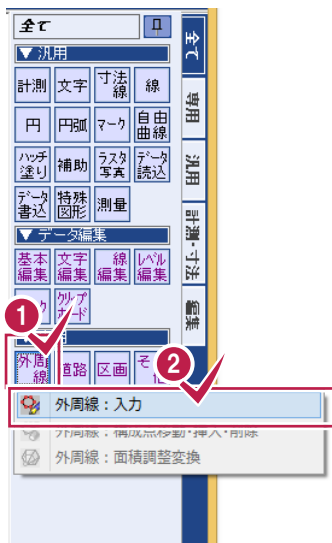 全て
▼ 汎用
計測 文字 寸法線 線
円 円弧 マーク 自由曲線
ハッチ塗り 補助 ラスタ写真 データ読込
データ書込 特殊図形 測量
▼ データ編集
基本編集 文字編集 線編集 レベル編集
クリップボード
1
2
外周線 道路 区画
外周線：入力
外周線：構成点移動・挿入・削除
外周線：面積調整変換
全て
専用
汎用
計測・寸法
編集